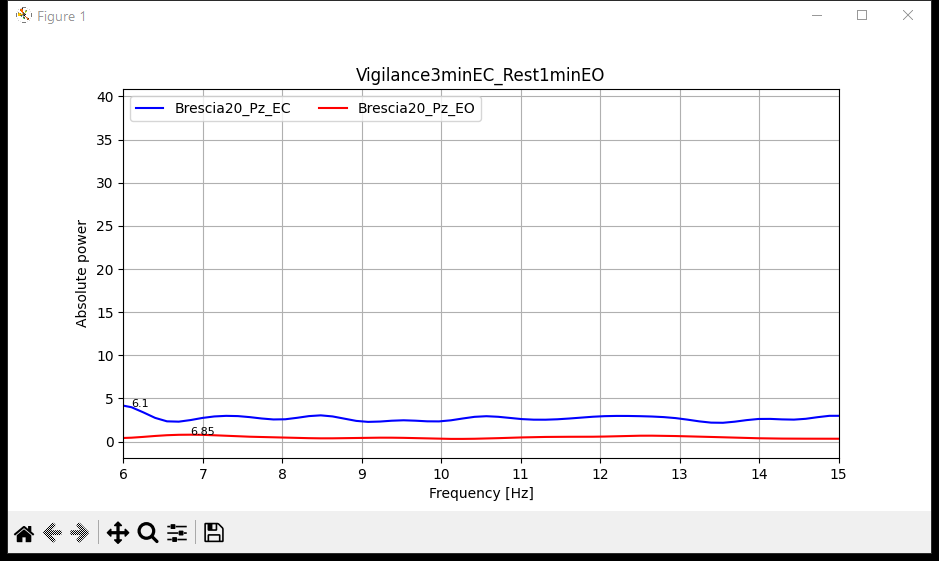 Figure 1
Vigilance3minEC_Rest1minEO
Brescia20_Pz_EC Brescia20_Pz_EO
40
35
30
25
20
15
10
5
0
Absolute power
6.1
6.85
6 7 8 9 10 11 12 13 14 15
Frequency [Hz]